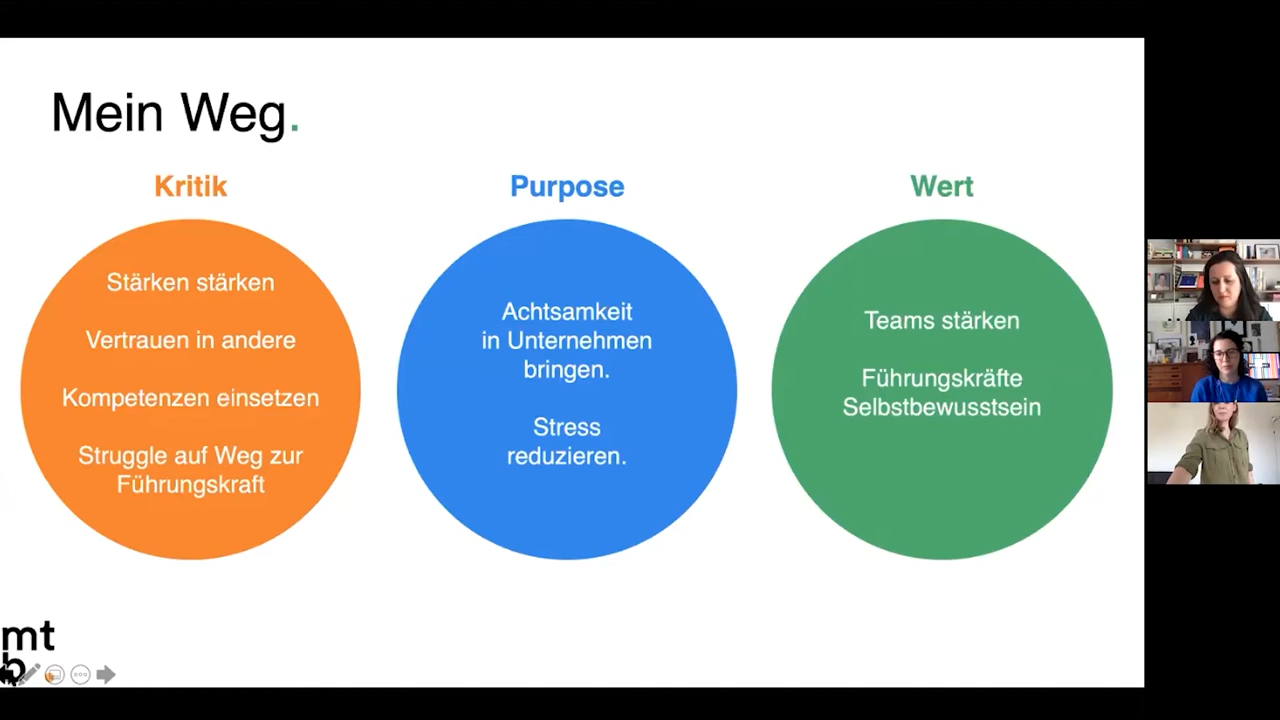 Mein Weg.
Kritik
Stärken stärken
Vertrauen in andere
Kompetenzen einsetzen
Struggle auf Weg zur
Führungskraft
Purpose
Achtsamkeit
in Unternehmen
bringen.
Stress
reduzieren.
Wert
Teams stärken
Führungskräfte
Selbstbewusstsein
mt
b